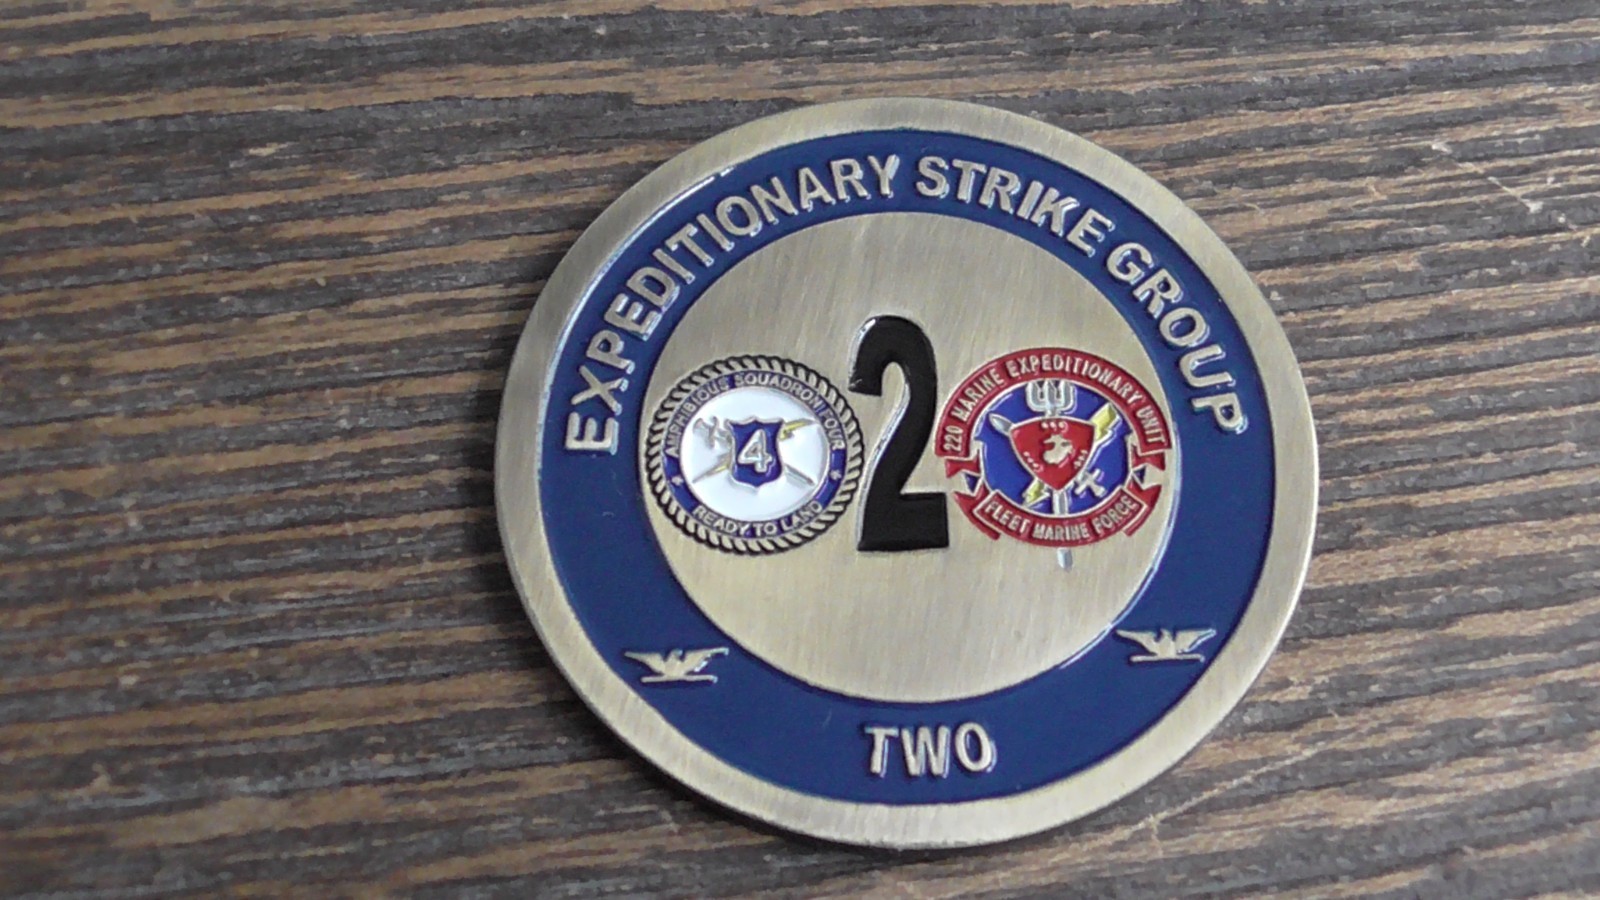 EXPEDITIONARY STRIKE GROUP
2
AMPHIBIOUS SQUADRON FOUR
4
READY TO LAND
22D MARINE EXPEDITIONARY UNIT
FLEET MARINE FORCE
TWO